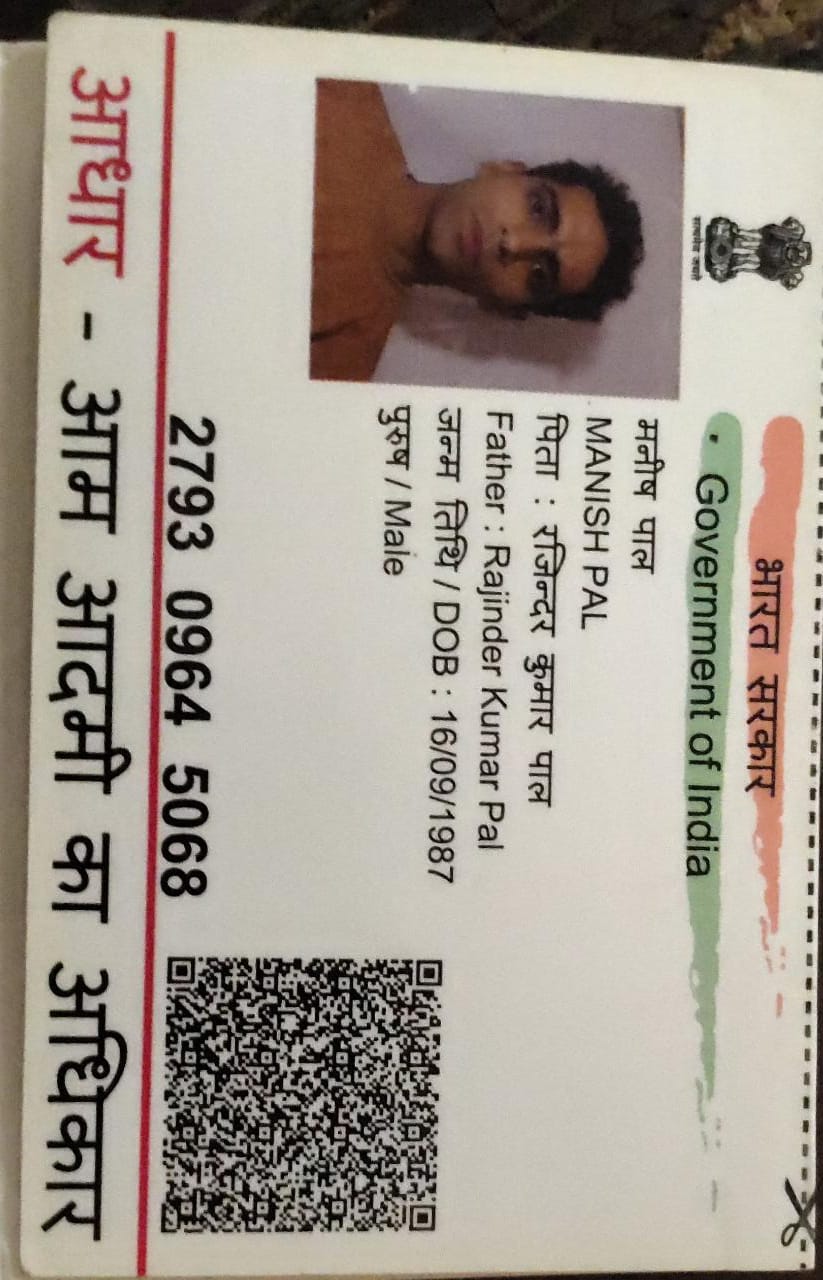 सत्यमेव जयते
भारत सरकार
Government of India
मनीष पाल
MANISH PAL
पिता : रजिन्दर कुमार पाल
Father : Rajinder Kumar Pal
जन्म तिथि / DOB : 16/09/1987
पुरुष / Male
2793 0964 5068
आधार - आम आदमी का अधिकार